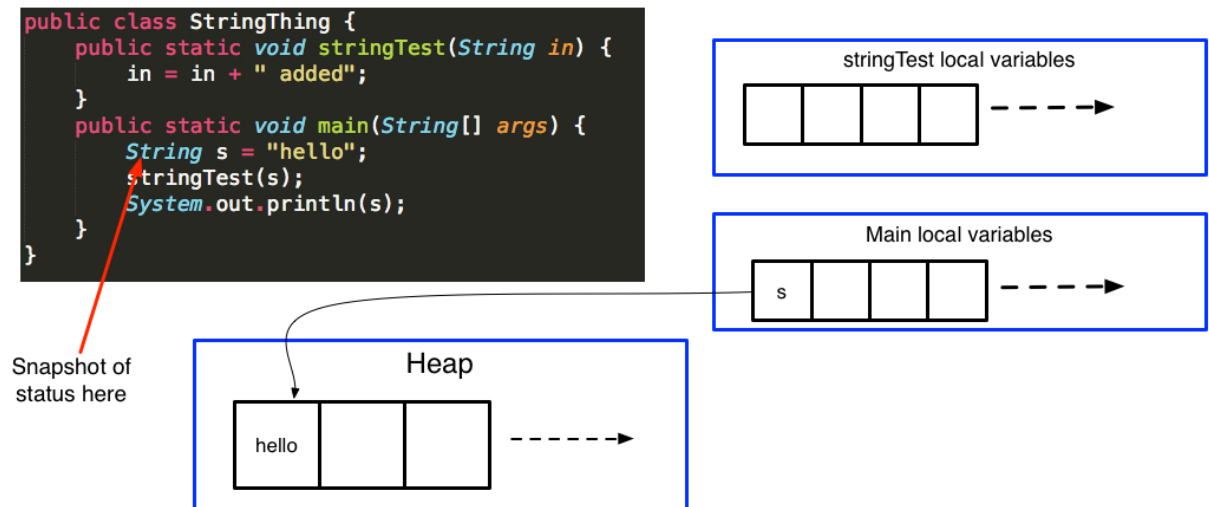 public class StringThing {
public static void stringTest(String in) {
in = in + " added";
}
public static void main(String[] args) {
String s = "hello";
stringTest(s);
System.out.println(s);
}
}
stringTest local variables
Main local variables
s
Snapshot of
status here
Heap
hello